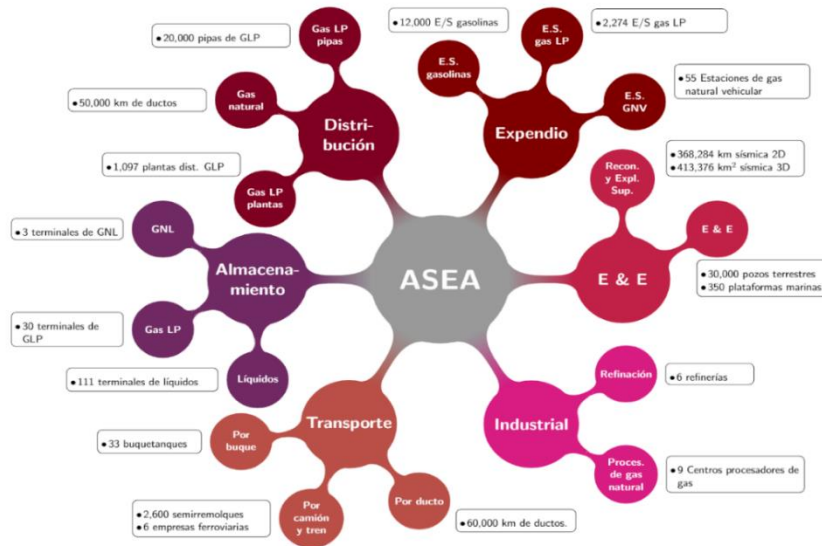 • 20,000 pipas de GLP
Gas LP
pipas
• 50,000 km de ductos
Gas
natural
• 1,097 plantas dist. GLP
Gas LP
plantas
Distri-
bución
• 12,000 E/S gasolinas
E.S.
gasolinas
• 2,274 E/S gas LP
E.S.
gas LP
• 55 Estaciones de gas
natural vehicular
E.S.
GNV
Expendio
• 368,284 km sísmica 2D
• 413,376 km² sísmica 3D
Recon.
y Expl.
Sup.
E & E
• 30,000 pozos terrestres
• 350 plataformas marinas
E & E
ASEA
• 3 terminales de GNL
GNL
Almacena-
miento
• 30 terminales de
GLP
Gas LP
• 111 terminales de líquidos
Líquidos
Transporte
• 33 buquetanques
Por
buque
• 2,600 semirremolques
• 6 empresas ferroviarias
Por
camión
y tren
Por ducto
• 60,000 km de ductos.
Industrial
Refinación
• 6 refinerías
Proces.
de gas
natural
• 9 Centros procesadores de
gas